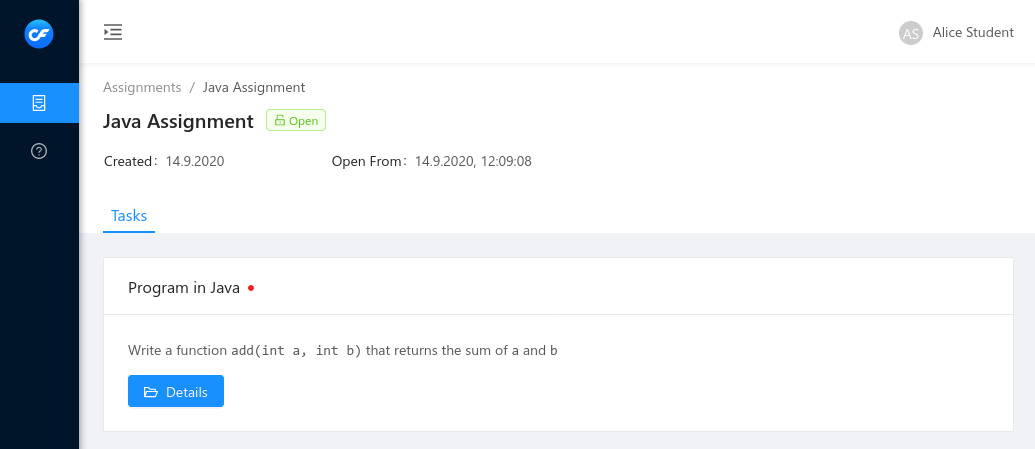 CF
AS Alice Student
Assignments / Java Assignment
Java Assignment Open
Created: 14.9.2020 Open From: 14.9.2020, 12:09:08
Tasks
Program in Java
Write a function add(int a, int b) that returns the sum of a and b
Details